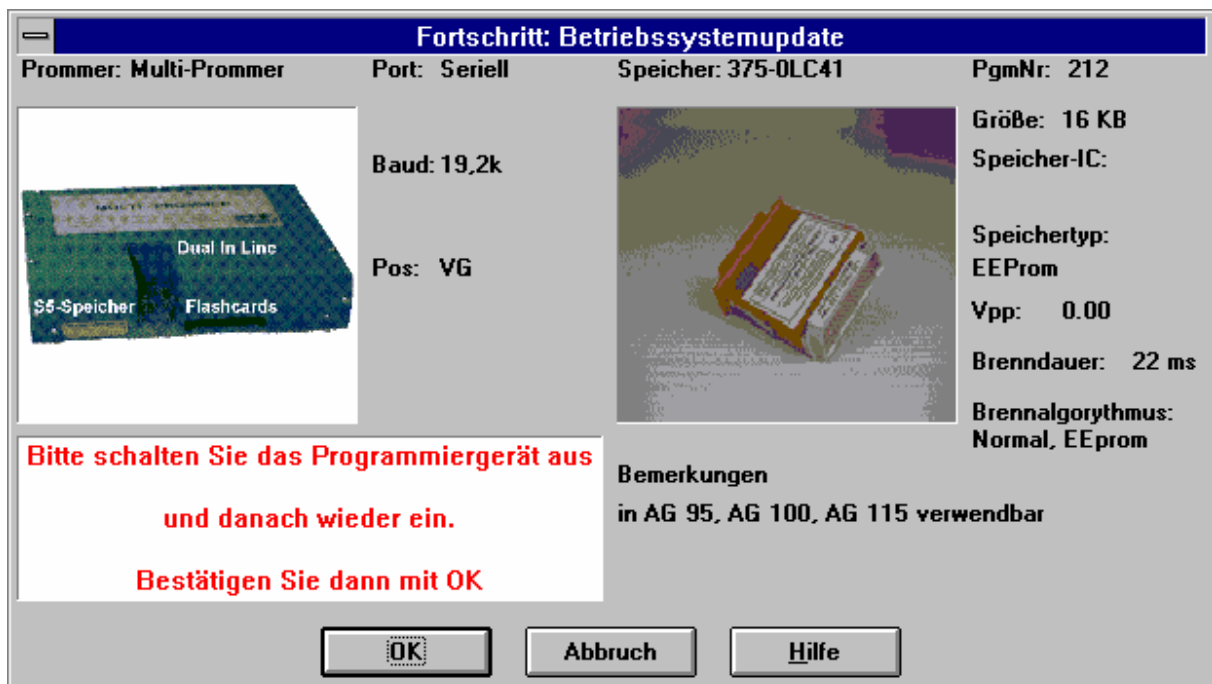 Fortschritt: Betriebssystemupdate
Prommer: Multi-Prommer Port: Seriell Speicher: 375-0LC41 PgmNr: 212
Größe: 16 KB
Baud: 19,2k
Speicher-IC:
Dual In Line
Pos: VG
Speichertyp:
EEProm
S5-Speicher Flashcards
Vpp: 0.00
Brenndauer: 22 ms
Brennalgorythmus:
Normal, EEprom
Bitte schalten Sie das Programmiergerät aus
und danach wieder ein.
Bestätigen Sie dann mit OK
Bemerkungen
in AG 95, AG 100, AG 115 verwendbar
OK Abbruch Hilfe